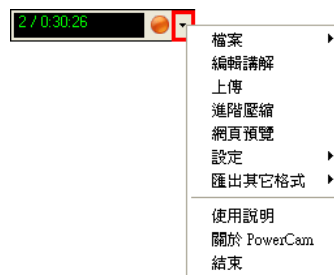 2 / 0:30:26
檔案
編輯講解
上傳
進階壓縮
網頁預覽
設定
匯出其它格式
使用說明
關於 PowerCam
結束